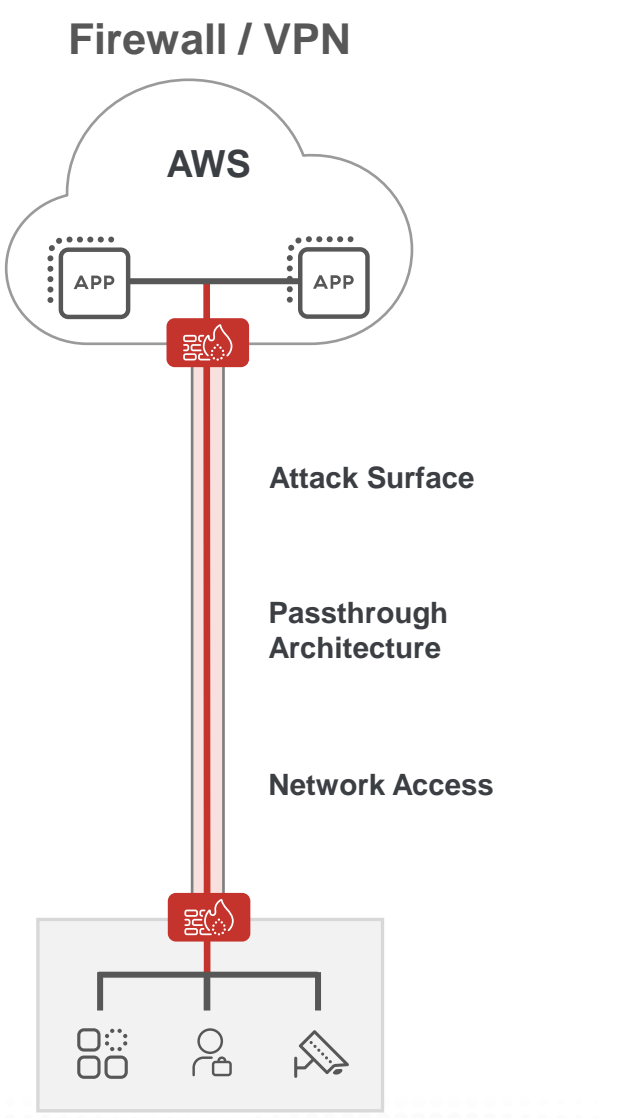 Firewall / VPN
AWS
APP
APP
Attack Surface
Passthrough
Architecture
Network Access